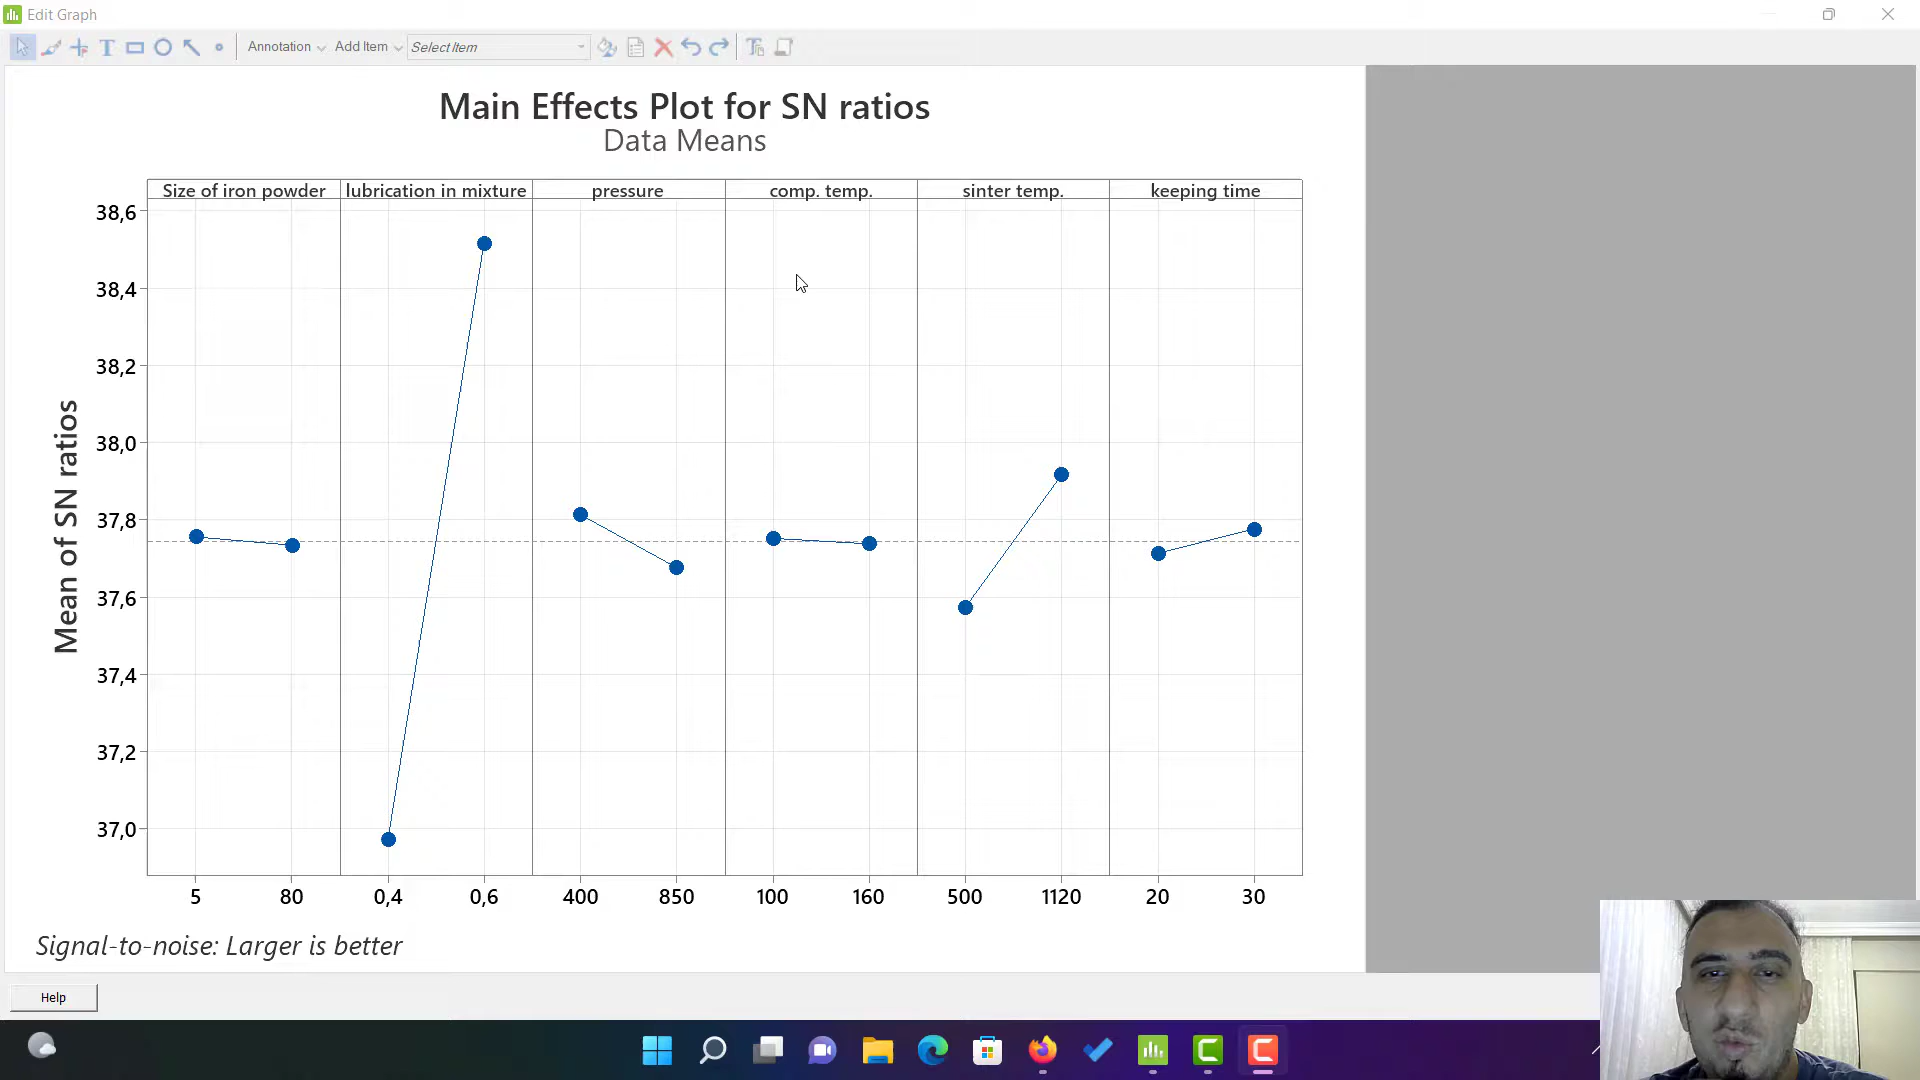 Edit Graph
Annotation Add Item Select Item
Main Effects Plot for SN ratios
Data Means
Size of iron powder lubrication in mixture pressure comp. temp. sinter temp. keeping time
Mean of SN ratios
38,6
38,4
38,2
38,0
37,8
37,6
37,4
37,2
37,0
5 80 0,4 0,6 400 850 100 160 500 1120 20 30
Signal-to-noise: Larger is better
Help